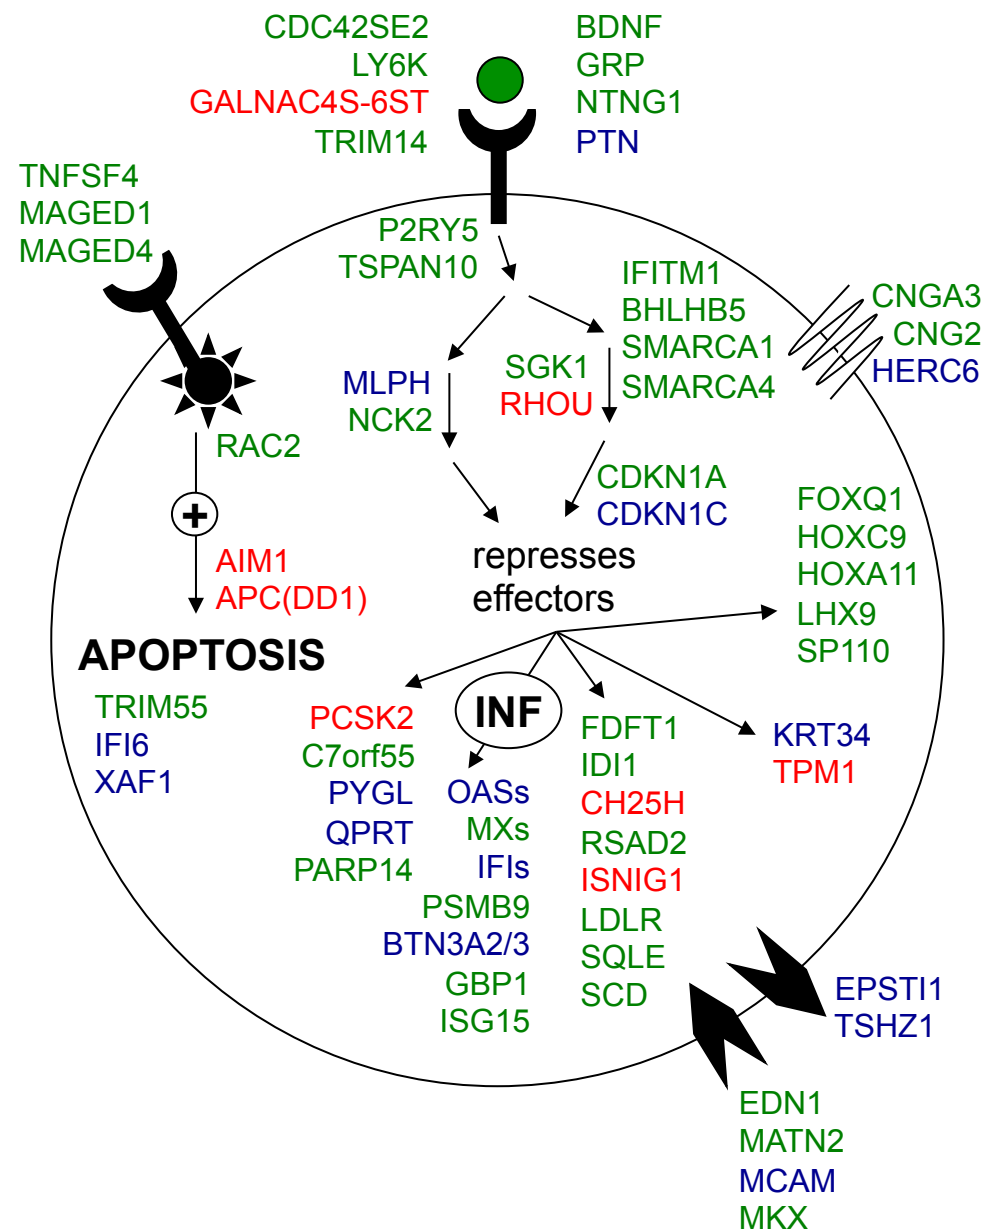 CDC42SE2
LY6K
GALNAC4S-6ST
TRIM14
BDNF
GRP
NTNG1
PTN
TNFSF4
MAGED1
MAGED4
P2RY5
TSPAN10
IFITM1
BHLHB5
SMARCA1
SMARCA4
CNGA3
CNG2
HERC6
MLPH
NCK2
SGK1
RHOU
RAC2
+
AIM1
APC(DD1)
CDKN1A
CDKN1C
FOXQ1
HOXC9
HOXA11
LHX9
SP110
represses
effectors
APOPTOSIS
TRIM55
IFI6
XAF1
PCSK2
C7orf55
PYGL
QPRT
PARP14
INF
OASs
MXs
IFIs
PSMB9
BTN3A2/3
GBP1
ISG15
FDFT1
IDI1
CH25H
RSAD2
ISNIG1
LDLR
SQLE
SCD
KRT34
TPM1
EPSTI1
TSHZ1
EDN1
MATN2
MCAM
MKX